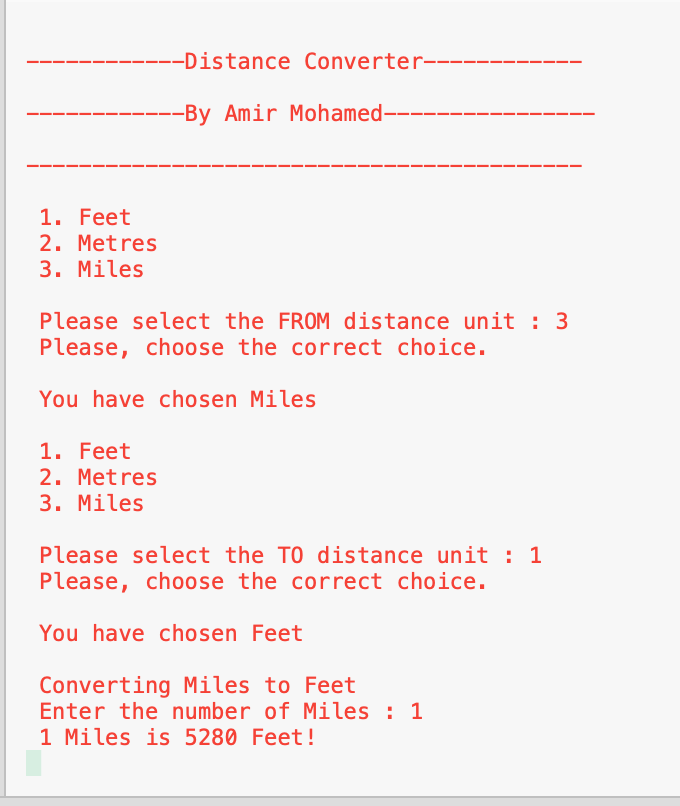 ------------Distance Converter------------
------------By Amir Mohamed----------------
------------------------------------------
1. Feet
2. Metres
3. Miles
Please select the FROM distance unit : 3
Please, choose the correct choice.
You have chosen Miles
1. Feet
2. Metres
3. Miles
Please select the TO distance unit : 1
Please, choose the correct choice.
You have chosen Feet
Converting Miles to Feet
Enter the number of Miles : 1
1 Miles is 5280 Feet!